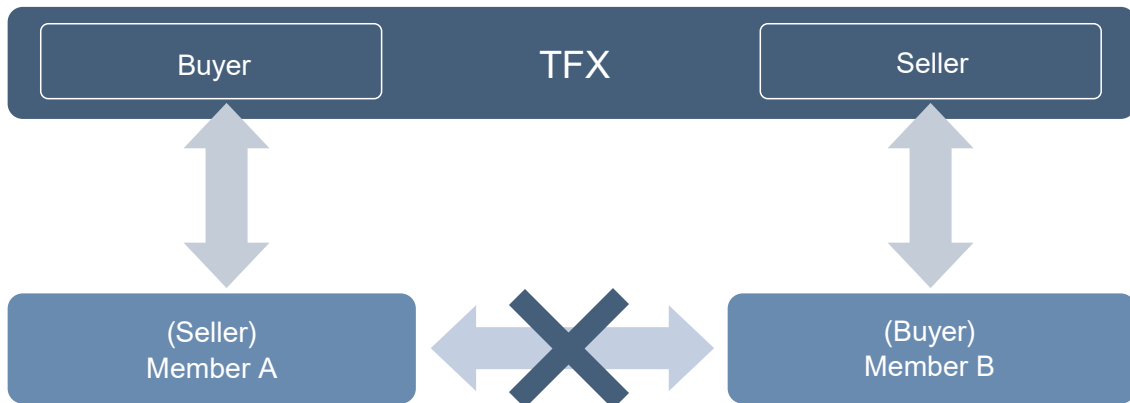 Buyer
TFX
Seller
(Seller)
Member A
(Buyer)
Member B